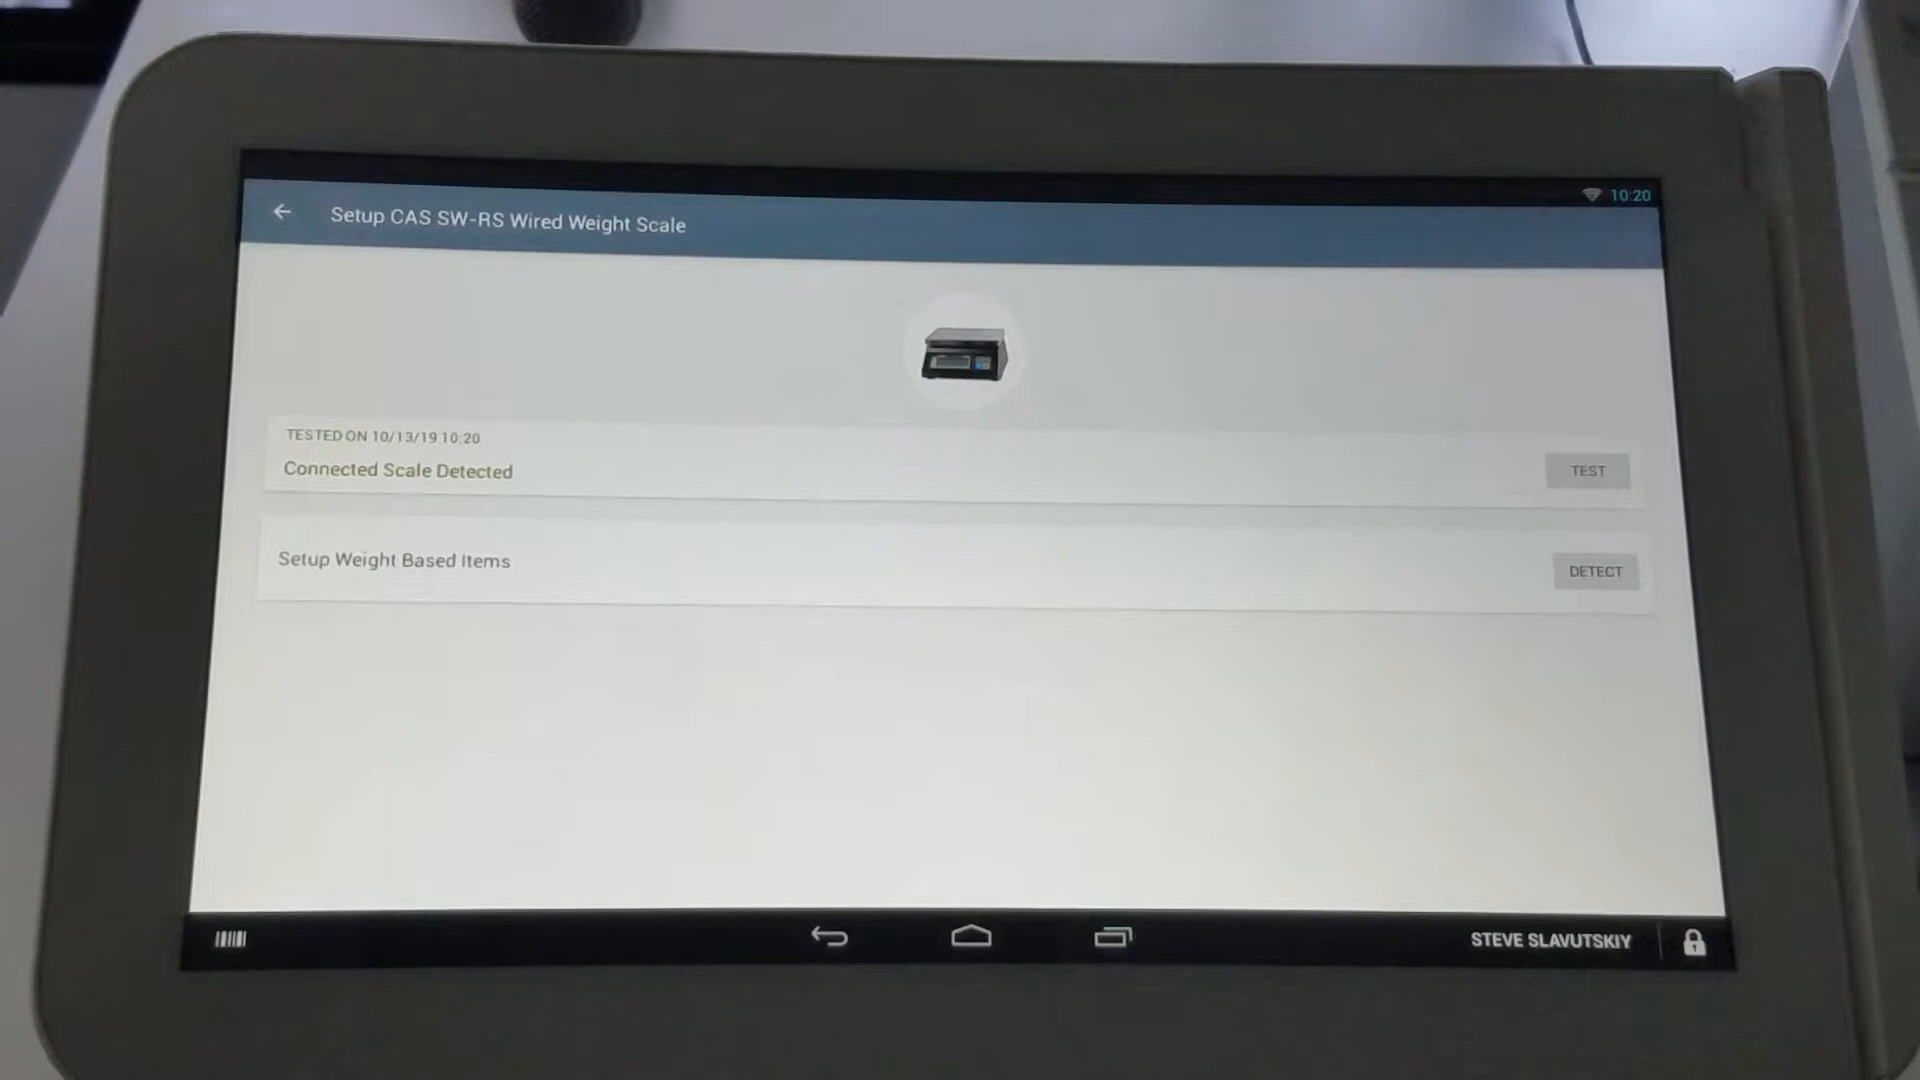 10:20
Setup CAS SW-RS Wired Weight Scale
TESTED ON 10/13/19 10:20
Connected Scale Detected
TEST
Setup Weight Based Items
DETECT
STEVE SLAVUTSKIY